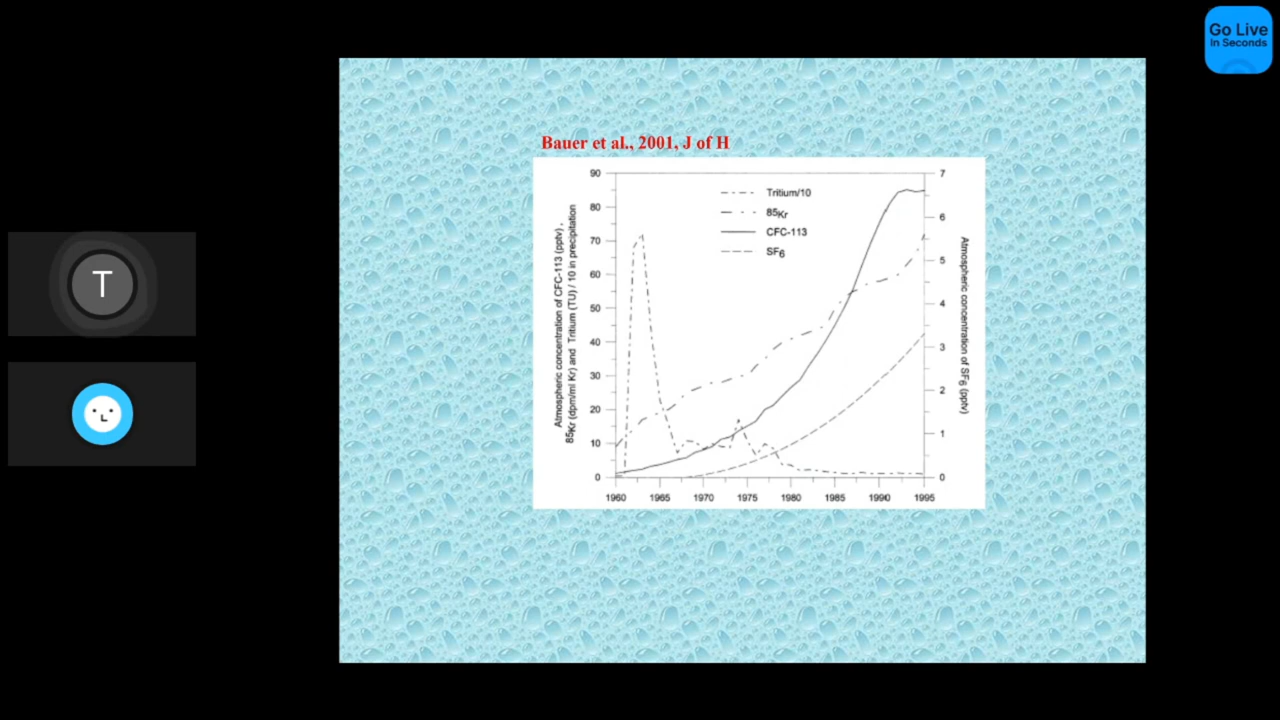 Go Live
In Seconds
T
Bauer et al., 2001, J of H
Atmospheric concentration of CFC-113 (pptv) ,
85Kr (dpm/ml Kr) and Tritium (TU) / 10 in precipitation
90
80
70
60
50
40
30
20
10
0
Tritium/10
85Kr
CFC-113
SF6
7
6
5
4
3
2
1
0
Atmospheric concentration of SF6 (pptv)
1960 1965 1970 1975 1980 1985 1990 1995